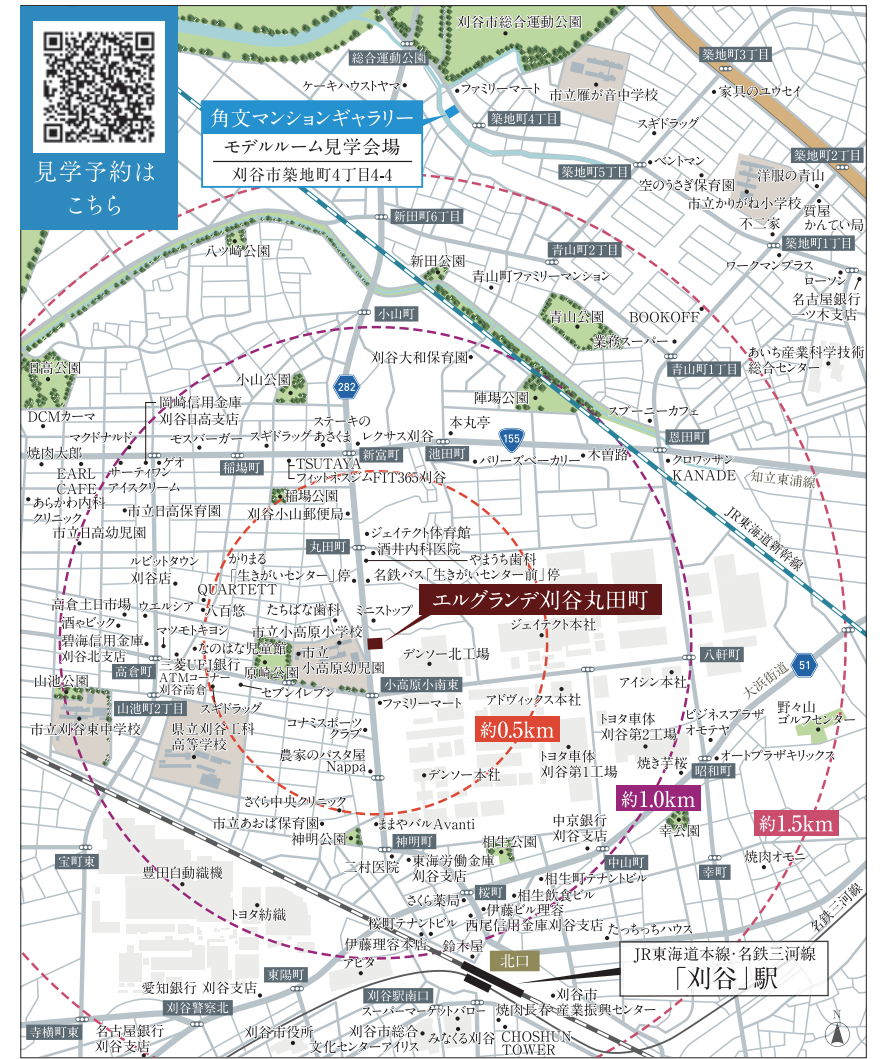 見学予約は
こちら
角文マンションギャラリー
モデルルーム見学会場
刈谷市築地町4丁目4-4
刈谷市総合運動公園
総合運動公園
ケーキハウストヤマ
ファミリーマート
市立雁が音中学校
築地町3丁目
家具のユウセイ
築地町4丁目
スギドラッグ
築地町5丁目
ベントマン
築地町2丁目
空のうさぎ保育園
洋服の青山
市立かりがね小学校
質屋
かんてい局
不二家
新田町6丁目
築地町1丁目
八ツ崎公園
青山町2丁目
ワークマンプラス
新田公園
青山町ファミリーマンション
ローソン
名古屋銀行
一ツ木支店
小山町
青山公園
BOOKOFF
業務スーパー
刈谷大和保育園
あいち産業科学技術
総合センター
日高公園
青山町1丁目
小山公園
282
陣場公園
岡崎信用金庫
刈谷日高支店
スプーニーカフェ
DCMカーマ
ステーキの
あさくま
本丸亭
マクドナルド
モスバーガー
スギドラッグ
レクサス刈谷
155
恩田町
焼肉太郎
ゲオ
稲場町
新富町
池田町
バリーズベーカリー
木曽路
クロワッサン
KANADE
EARL
CAFE
サーティワン
アイスクリーム
TSUTAYA
フィットネスジムFIT365刈谷
知立東浦線
あらかわ内科
クリニック
市立日高保育園
稲場公園
刈谷小山郵便局
JR東海道新幹線
市立日高幼児園
ジェイテクト体育館
丸田町
酒井内科医院
やまうち歯科
ルビットタウン
刈谷店
かりまる
「生きがいセンター」停
名鉄バス「生きがいセンター前」停
QUARTETT
エルグランデ刈谷丸田町
高倉土日市場
ウエルシア
八百悠
たちばな歯科
ミニストップ
酒やビック
マツモトキヨシ
市立小高原小学校
ジェイテクト本社
碧海信用金庫
刈谷北支店
なのはな児童館
市立
小高原幼児園
デンソー北工場
八軒町
51
大浜街道
高倉町
三菱UFJ銀行
ATMコーナー
刈谷高倉
原崎公園
山池公園
セブンイレブン
小高原小南東
アイシン本社
ファミリーマート
アドヴィックス本社
山池町2丁目
スギドラッグ
市立刈谷東中学校
県立刈谷工科
高等学校
コナミスポーツ
クラブ
約0.5km
トヨタ車体
刈谷第2工場
ビジネスプラザ
オモテヤ
野々山
ゴルフセンター
農家のパスタ屋
Nappa
トヨタ車体
刈谷第1工場
焼き芋桜
オートプラザキリックス
デンソー本社
昭和町
さくら中央クリニック
約1.0km
市立あおば保育園
ままやバルAvanti
中京銀行
刈谷支店
幸公園
約1.5km
神明公園
神明町
相生公園
宝町東
二村医院
東海労働金庫
刈谷支店
中山町
幸町
焼肉オモニ
豊田自動織機
相生町テナントビル
さくら薬局
桜町
相生飲食ビル
トヨタ紡織
伊藤ビル理容
桜町テナントビル
西尾信用金庫刈谷支店
たっちっちハウス
名鉄三河線
伊藤理容本店
鈴木屋
北口
JR東海道本線・名鉄三河線
「刈谷」駅
アピタ
東陽町
愛知銀行 刈谷支店
刈谷駅南口
刈谷市
産業振興センター
刈谷警察北
スーパーマーケットバロー
焼肉長春
寺横町東
名古屋銀行
刈谷支店
刈谷市役所
刈谷市総合
文化センターアイリス
みなくる刈谷
CHOSHUN
TOWER
N